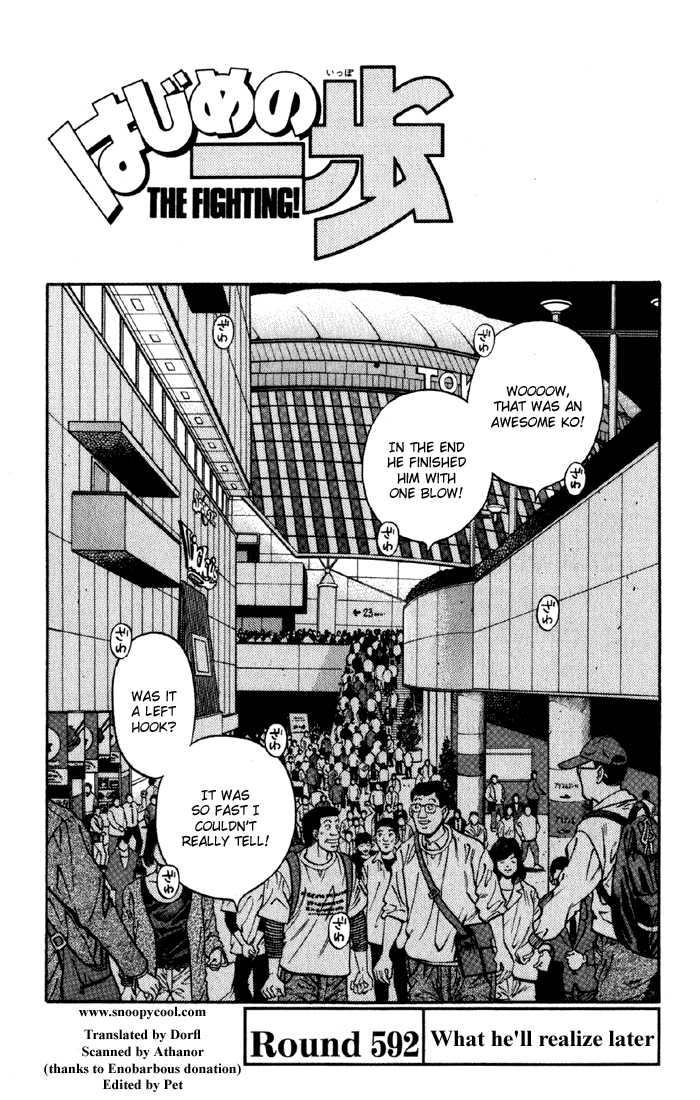 いっぽ
はじめの一歩
THE FIGHTING!
TO
WOOOOW,
THAT WAS AN
AWESOME KO!
IN THE END
HE FINISHED
HIM WITH
ONE BLOW!
23
WAS IT
A LEFT
HOOK?
IT WAS
SO FAST I
COULDN'T
REALLY TELL!
www.snoopycool.com
Translated by Dorfl
Scanned by Athanor
(thanks to Enobarbous donation)
Edited by Pet
Round 592
What he'll realize later